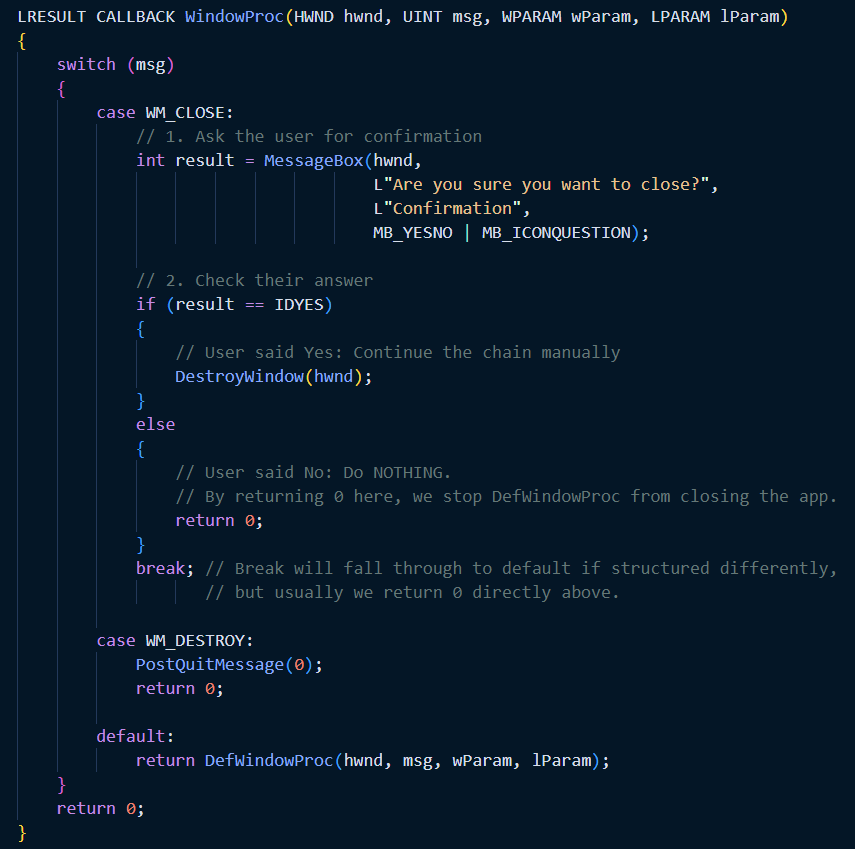 LRESULT CALLBACK WindowProc(HWND hwnd, UINT msg, WPARAM wParam, LPARAM lParam)
{
    switch (msg)
    {
        case WM_CLOSE:
            // 1. Ask the user for confirmation
            int result = MessageBox(hwnd,
                                    L"Are you sure you want to close?",
                                    L"Confirmation",
                                    MB_YESNO | MB_ICONQUESTION);

            // 2. Check their answer
            if (result == IDYES)
            {
                // User said Yes: Continue the chain manually
                DestroyWindow(hwnd);
            }
            else
            {
                // User said No: Do NOTHING.
                // By returning 0 here, we stop DefWindowProc from closing the app.
                return 0;
            }
            break; // Break will fall through to default if structured differently,
                   // but usually we return 0 directly above.

        case WM_DESTROY:
            PostQuitMessage(0);
            return 0;

        default:
            return DefWindowProc(hwnd, msg, wParam, lParam);
    }
    return 0;
}